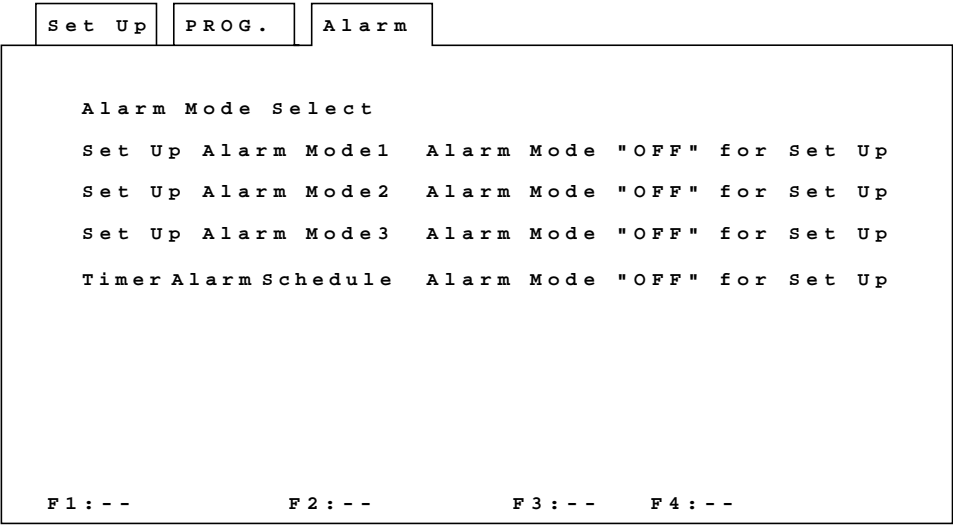 Set Up PROG. Alarm
Alarm Mode Select
Set Up Alarm Mode1 Alarm Mode "OFF" for Set Up
Set Up Alarm Mode2 Alarm Mode "OFF" for Set Up
Set Up Alarm Mode3 Alarm Mode "OFF" for Set Up
Timer Alarm Schedule Alarm Mode "OFF" for Set Up
F1:-- F2:-- F3:-- F4:--